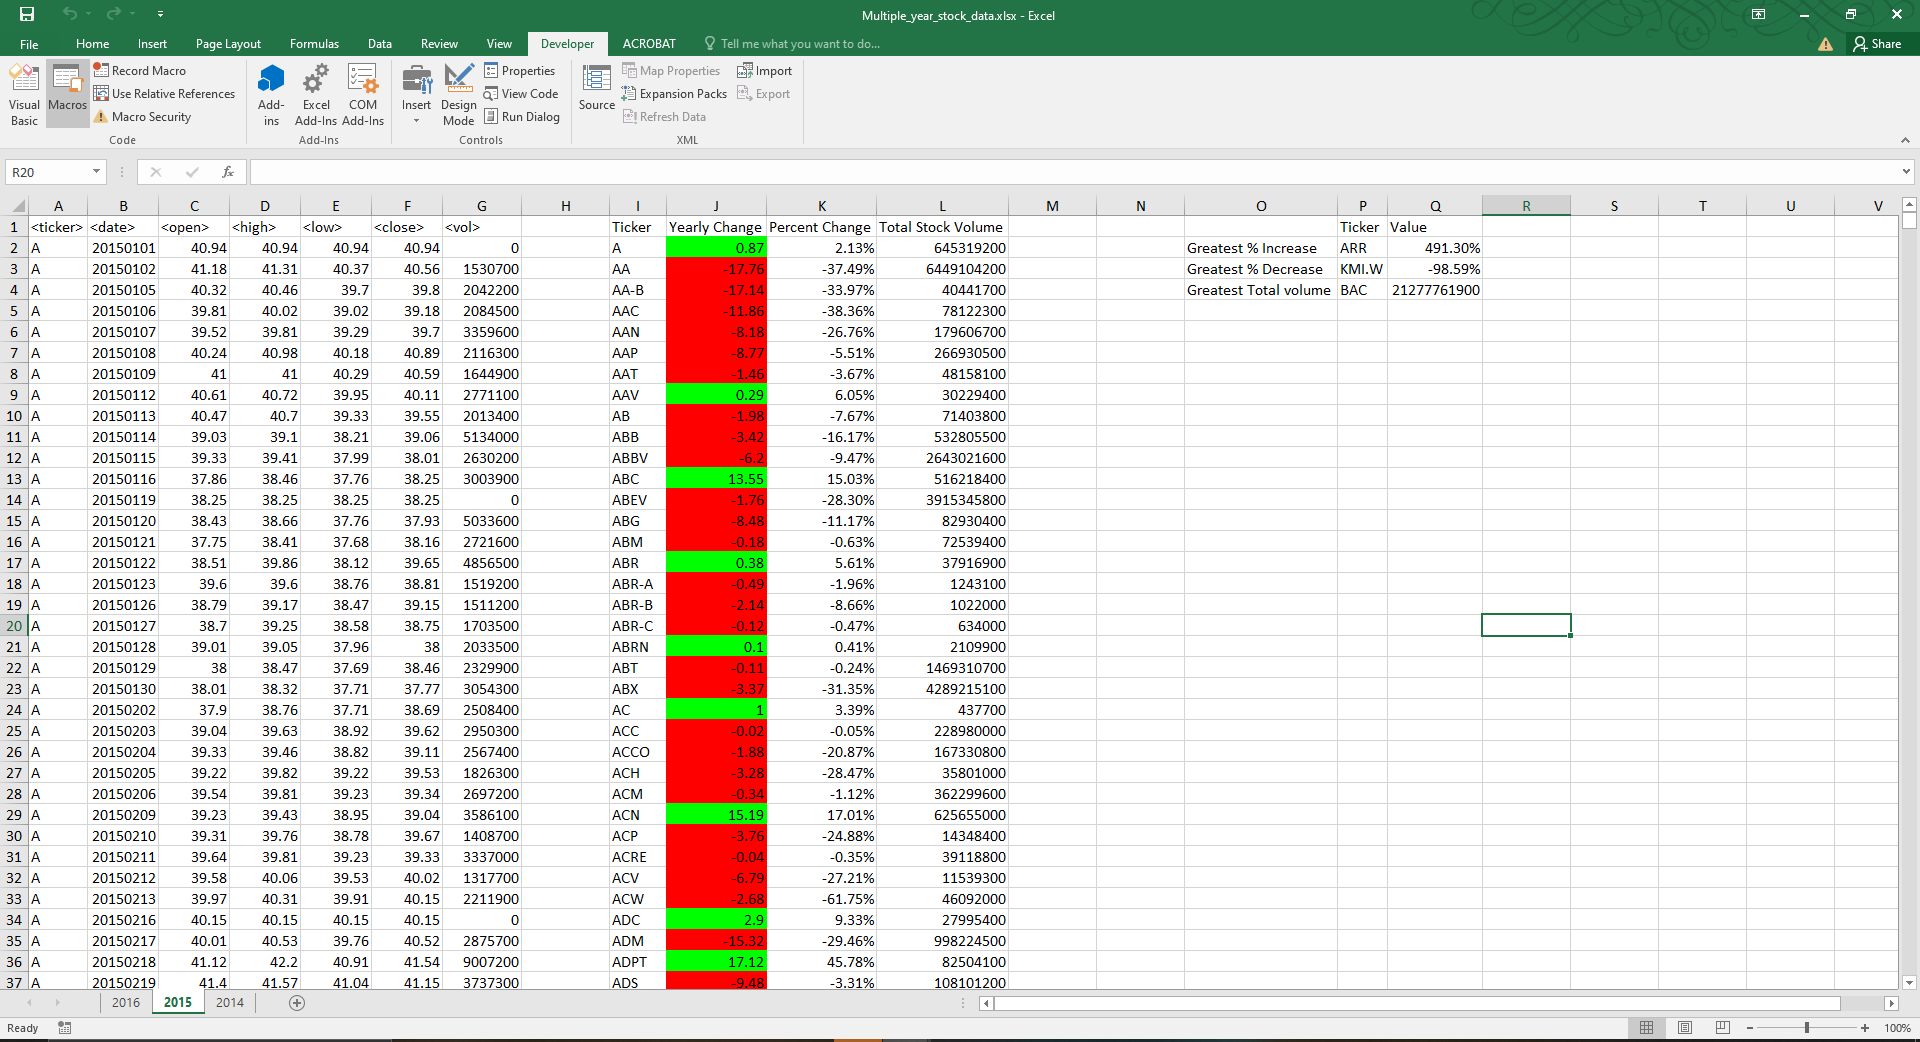 Multiple_year_stock_data.xlsx - Excel
File Home Insert Page Layout Formulas Data Review View Developer ACROBAT Tell me what you want to do... Share
Visual Basic
Macros
Record Macro
Use Relative References
Macro Security
Code
Add-ins
Excel Add-Ins
COM Add-Ins
Add-Ins
Insert
Design Mode
Properties
View Code
Run Dialog
Controls
Source
Map Properties
Expansion Packs
Refresh Data
Import
Export
XML
R20 fx
A B C D E F G H I J K L M N O P Q R S T U V
1 <ticker> <date> <open> <high> <low> <close> <vol> Ticker Yearly Change Percent Change Total Stock Volume Ticker Value
2 A 20150101 40.94 40.94 40.94 40.94 0 A 0.87 2.13% 645319200 Greatest % Increase ARR 491.30%
3 A 20150102 41.18 41.31 40.37 40.56 1530700 AA -17.76 -37.49% 6449104200 Greatest % Decrease KMI.W -98.59%
4 A 20150105 40.32 40.46 39.7 39.8 2042200 AA-B -17.14 -33.97% 40441700 Greatest Total volume BAC 21277761900
5 A 20150106 39.81 40.02 39.02 39.18 2084500 AAC -11.86 -38.36% 78122300
6 A 20150107 39.52 39.81 39.29 39.7 3359600 AAN -8.18 -26.76% 179606700
7 A 20150108 40.24 40.98 40.18 40.89 2116300 AAP -8.77 -5.51% 266930500
8 A 20150109 41 41 40.29 40.59 1644900 AAT -1.46 -3.67% 48158100
9 A 20150112 40.61 40.72 39.95 40.11 2771100 AAV 0.29 6.05% 30229400
10 A 20150113 40.47 40.7 39.33 39.55 2013400 AB -1.98 -7.67% 71403800
11 A 20150114 39.03 39.1 38.21 39.06 5134000 ABB -3.42 -16.17% 532805500
12 A 20150115 39.33 39.41 37.99 38.01 2630200 ABBV -6.2 -9.47% 2643021600
13 A 20150116 37.86 38.46 37.76 38.25 3003900 ABC 13.55 15.03% 516218400
14 A 20150119 38.25 38.25 38.25 38.25 0 ABEV -1.76 -28.30% 3915345800
15 A 20150120 38.43 38.66 37.76 37.93 5033600 ABG -8.48 -11.17% 82930400
16 A 20150121 37.75 38.41 37.68 38.16 2721600 ABM -0.18 -0.63% 72539400
17 A 20150122 38.51 39.86 38.12 39.65 4856500 ABR 0.38 5.61% 37916900
18 A 20150123 39.6 39.6 38.76 38.81 1519200 ABR-A -0.49 -1.96% 1243100
19 A 20150126 38.79 39.17 38.47 39.15 1511200 ABR-B -2.14 -8.66% 1022000
20 A 20150127 38.7 39.25 38.58 38.75 1703500 ABR-C -0.12 -0.47% 634000
21 A 20150128 39.01 39.05 37.96 38 2033500 ABRN 0.1 0.41% 2109900
22 A 20150129 38 38.47 37.69 38.46 2329900 ABT -0.11 -0.24% 1469310700
23 A 20150130 38.01 38.32 37.71 37.77 3054300 ABX -3.37 -31.35% 4289215100
24 A 20150202 37.9 38.76 37.71 38.69 2508400 AC 1 3.39% 437700
25 A 20150203 39.04 39.63 38.92 39.62 2950300 ACC -0.02 -0.05% 228980000
26 A 20150204 39.33 39.46 38.82 39.11 2567400 ACCO -1.88 -20.87% 167330800
27 A 20150205 39.22 39.82 39.22 39.53 1826300 ACH -3.28 -28.47% 35801000
28 A 20150206 39.54 39.81 39.23 39.34 2697200 ACM -0.34 -1.12% 362299600
29 A 20150209 39.23 39.43 38.95 39.04 3586100 ACN 15.19 17.01% 625655000
30 A 20150210 39.31 39.76 38.78 39.67 1408700 ACP -3.76 -24.88% 14348400
31 A 20150211 39.64 39.81 39.23 39.33 3337000 ACRE -0.04 -0.35% 39118800
32 A 20150212 39.58 40.06 39.53 40.02 1317700 ACV -6.79 -27.21% 11539300
33 A 20150213 39.97 40.31 39.91 40.15 2211900 ACW -2.68 -61.75% 46092000
34 A 20150216 40.15 40.15 40.15 40.15 0 ADC 2.9 9.33% 27995400
35 A 20150217 40.01 40.53 39.76 40.52 2875700 ADM -15.32 -29.46% 998224500
36 A 20150218 41.12 42.2 40.91 41.54 9007200 ADPT 17.12 45.78% 82504100
37 A 20150219 41.4 41.57 41.04 41.15 3737300 ADS -9.48 -3.31% 108101200
2016 2015 2014
Ready 100%